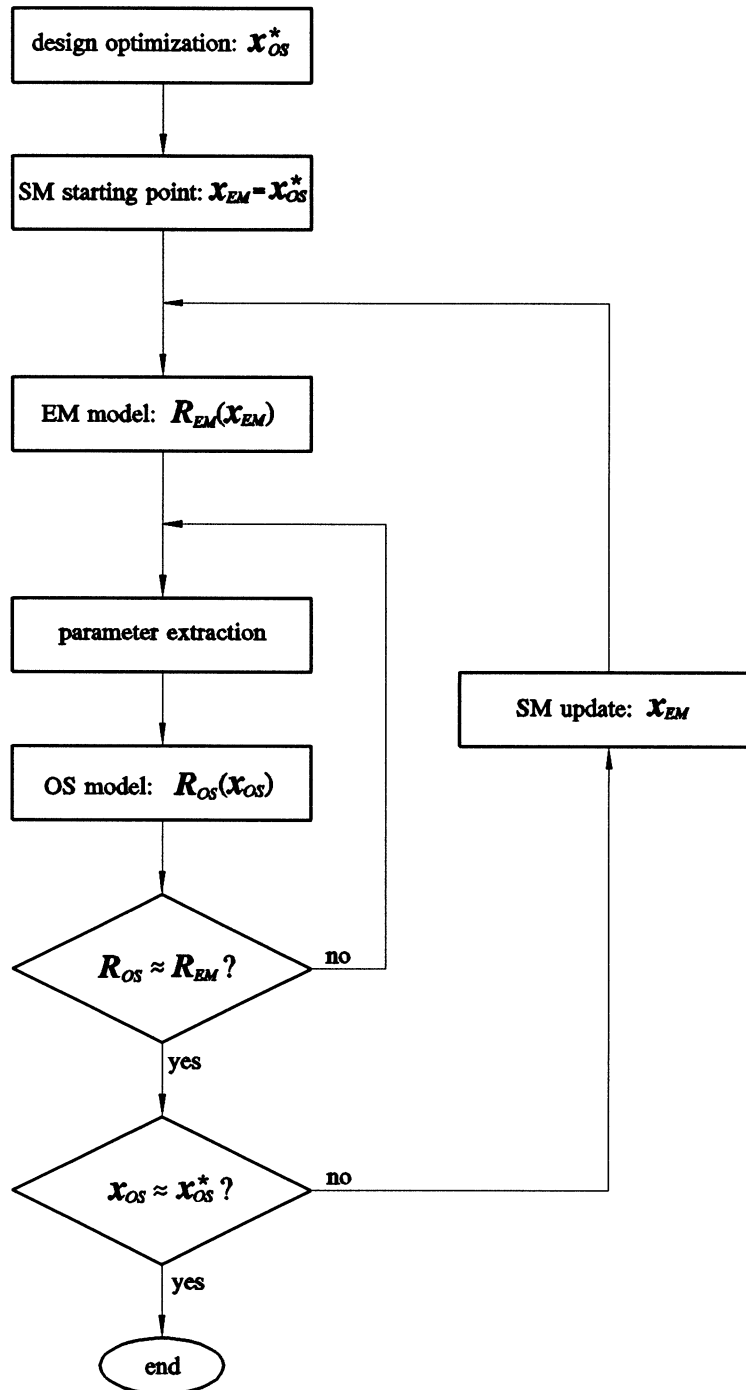 design optimization: x*OS
SM starting point: xEM = x*OS
EM model: REM(xEM)
parameter extraction
SM update: xEM
OS model: ROS(xOS)
ROS ≈ REM ?
no
yes
xOS ≈ x*OS ?
no
yes
end